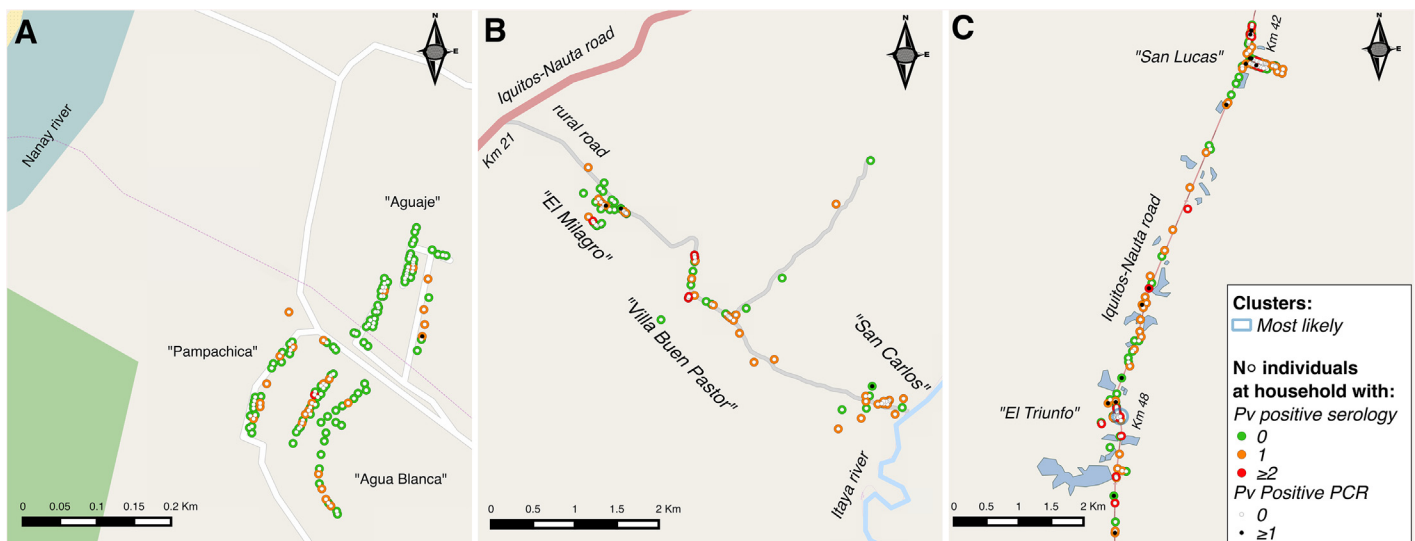 A
N
E
Nanay river
"Aguaje"
"Pampachica"
"Agua Blanca"
0 0.05 0.1 0.15 0.2 Km
B
N
E
Iquitos-Nauta road
rural road
Km 21
"El Milagro"
"Villa Buen Pastor"
"San Carlos"
Itaya river
0 0.5 1 1.5 2 Km
C
N
E
Km 42
"San Lucas"
Iquitos-Nauta road
"El Triunfo"
Km 48
0 0.5 1 1.5 2 Km
Clusters:
Most likely
No individuals
at household with:
Pv positive serology
0
1
≥2
Pv Positive PCR
0
≥1